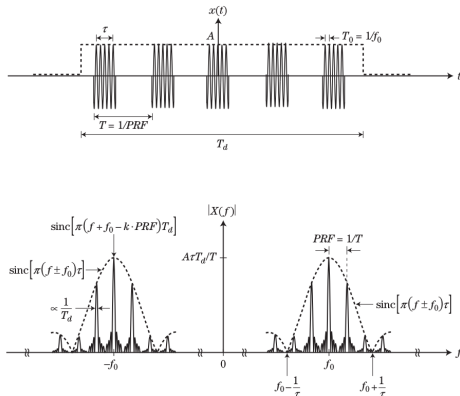 x(t)
τ
A
T₀ = 1/f₀
t
T = 1/PRF
T_d
|X(f)|
sinc[π(f + f₀ − k · PRF)T_d]
AτT_d/T
PRF = 1/T
sinc[π(f ± f₀)τ]
sinc[π(f ± f₀)τ]
∝ 1/T_d
-f₀
0
f₀
f
f₀ − 1/τ
f₀ + 1/τ